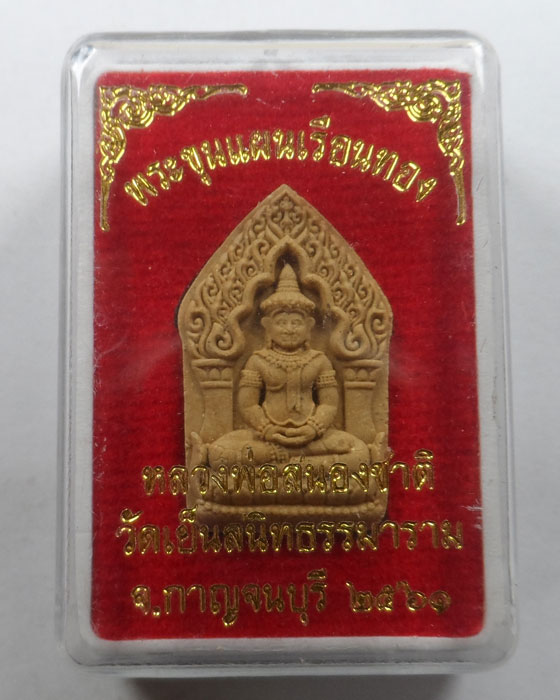 พระขุนแผนเรือนทอง
หลวงพ่อสนองชาติ
วัดเย็นสนิทธรรมาราม
จ.กาญจนบุรี ๒๕๖๑